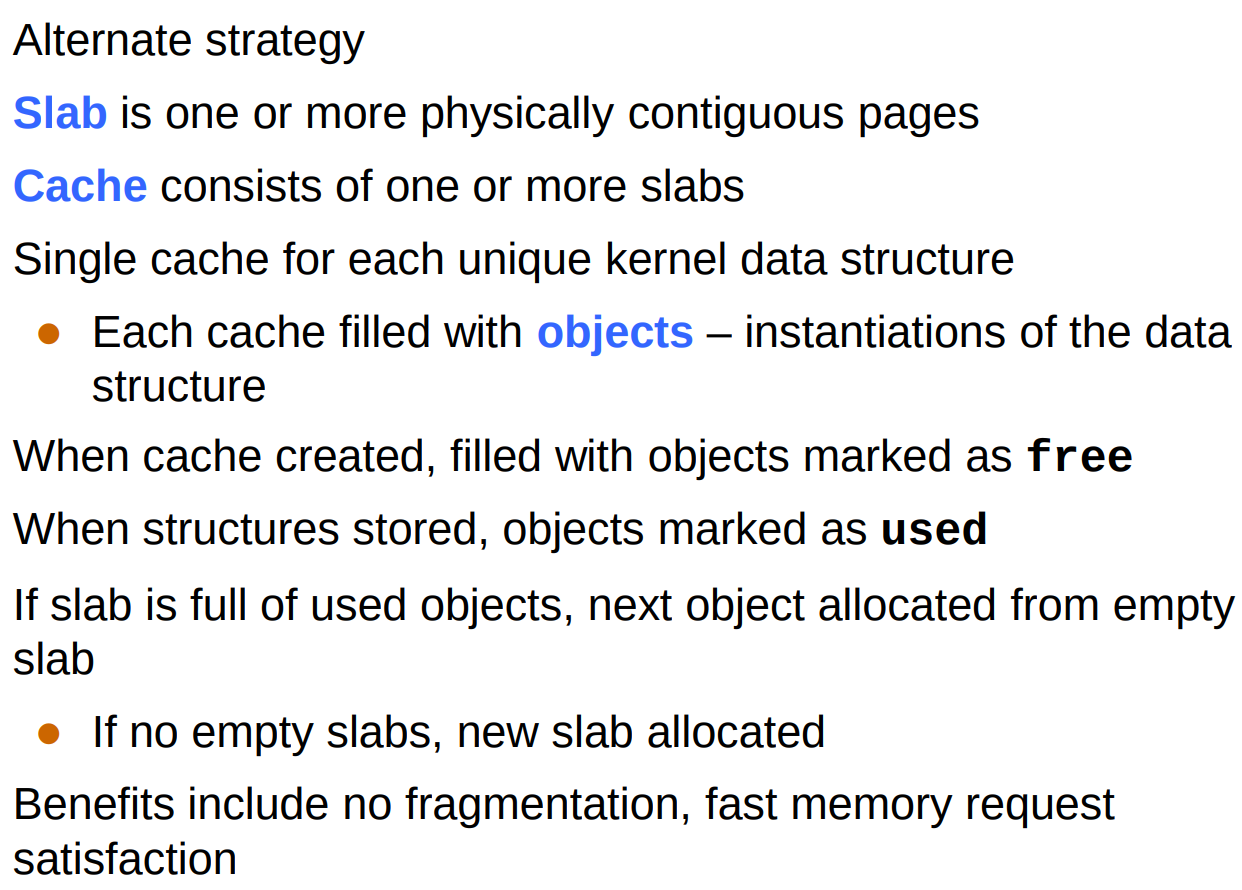 Alternate strategy
Slab is one or more physically contiguous pages
Cache consists of one or more slabs
Single cache for each unique kernel data structure
● Each cache filled with objects – instantiations of the data
structure
When cache created, filled with objects marked as free
When structures stored, objects marked as used
If slab is full of used objects, next object allocated from empty
slab
● If no empty slabs, new slab allocated
Benefits include no fragmentation, fast memory request
satisfaction